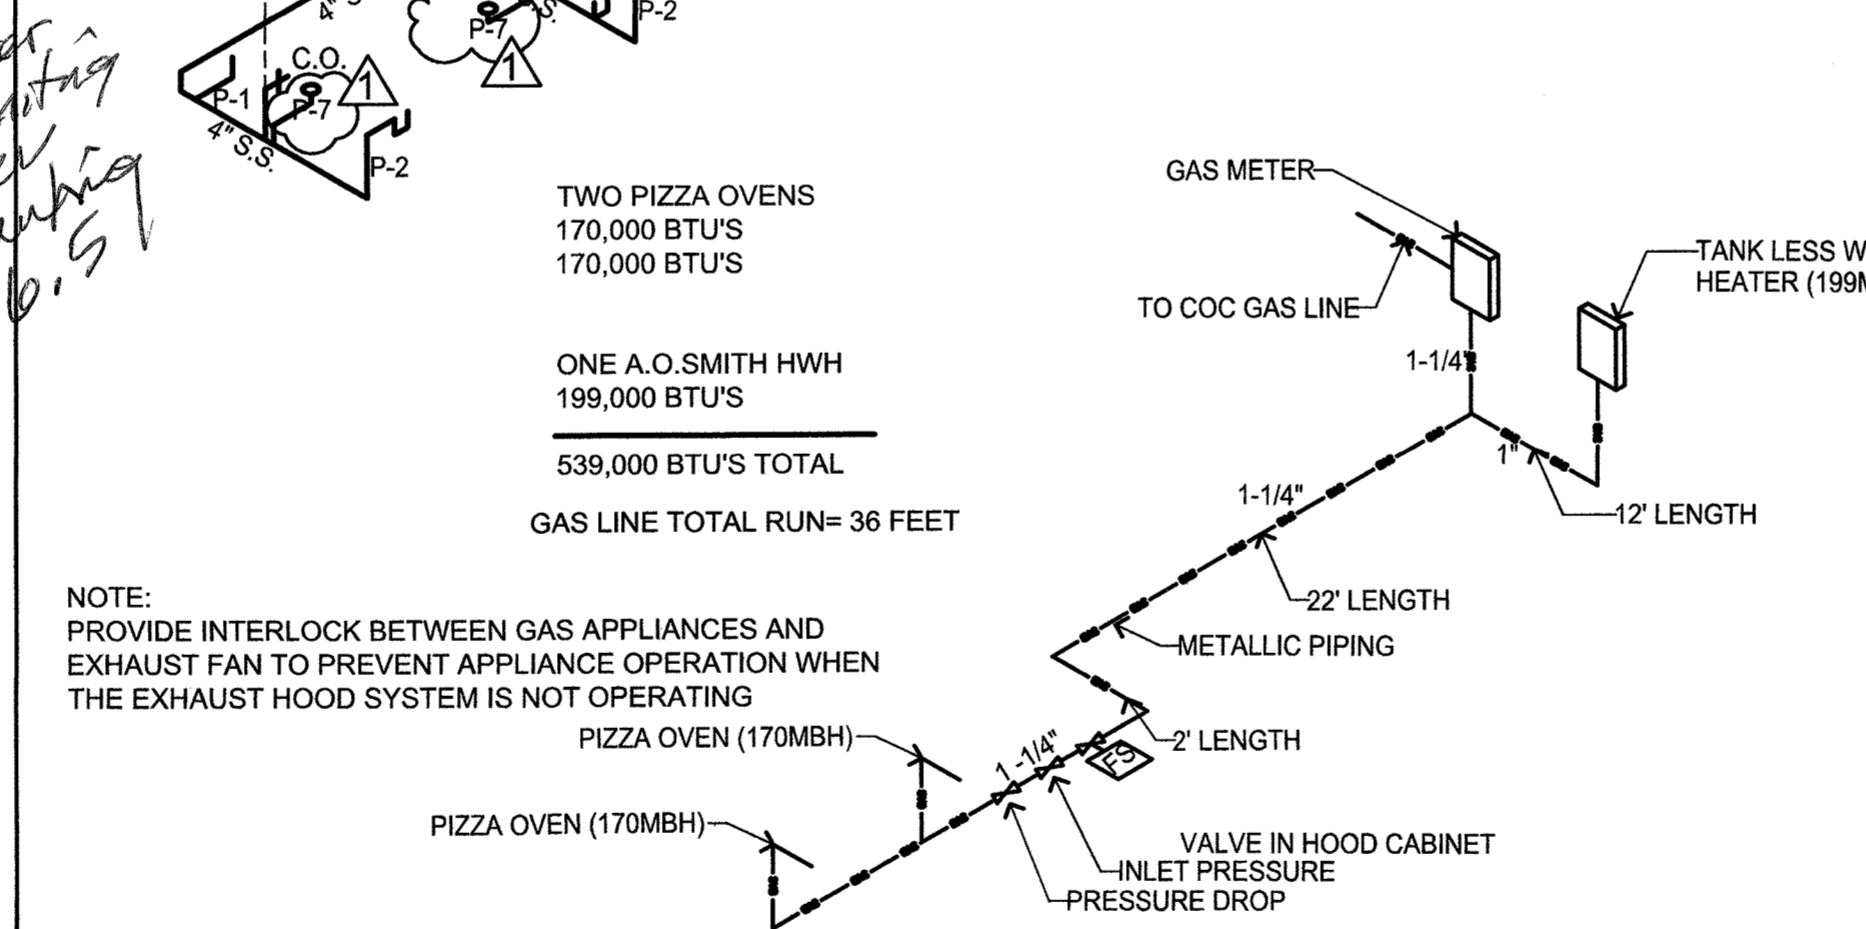 P-7
P-2
1
C.O.
1
P-1
P-7
4" S.S.
P-2
6.5
TWO PIZZA OVENS
170,000 BTU'S
170,000 BTU'S
ONE A.O.SMITH HWH
199,000 BTU'S
539,000 BTU'S TOTAL
GAS LINE TOTAL RUN= 36 FEET
NOTE:
PROVIDE INTERLOCK BETWEEN GAS APPLIANCES AND
EXHAUST FAN TO PREVENT APPLIANCE OPERATION WHEN
THE EXHAUST HOOD SYSTEM IS NOT OPERATING
GAS METER
TO COC GAS LINE
TANK LESS W
HEATER (199M
1-1/4"
1"
12' LENGTH
1-1/4"
22' LENGTH
METALLIC PIPING
2' LENGTH
FS
1 -1/4"
PIZZA OVEN (170MBH)
PIZZA OVEN (170MBH)
VALVE IN HOOD CABINET
INLET PRESSURE
PRESSURE DROP